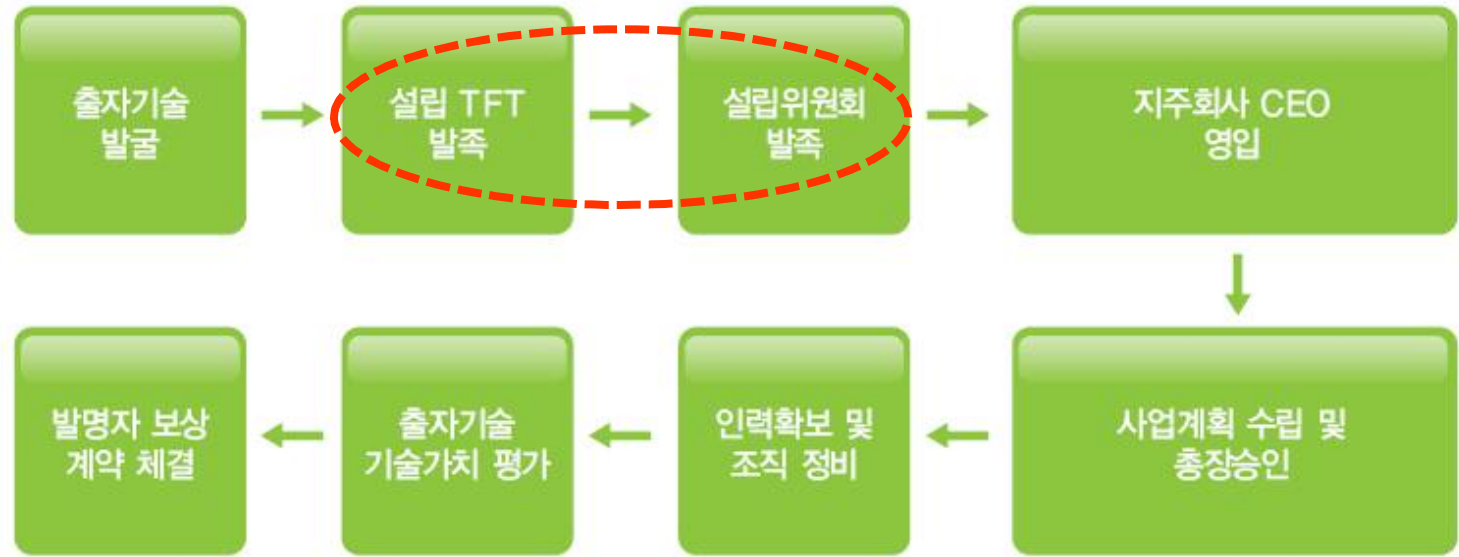 출자기술
발굴
설립 TFT
발족
설립위원회
발족
지주회사 CEO
영입
사업계획 수립 및
총장승인
인력확보 및
조직 정비
출자기술
기술가치 평가
발명자 보상
계약 체결